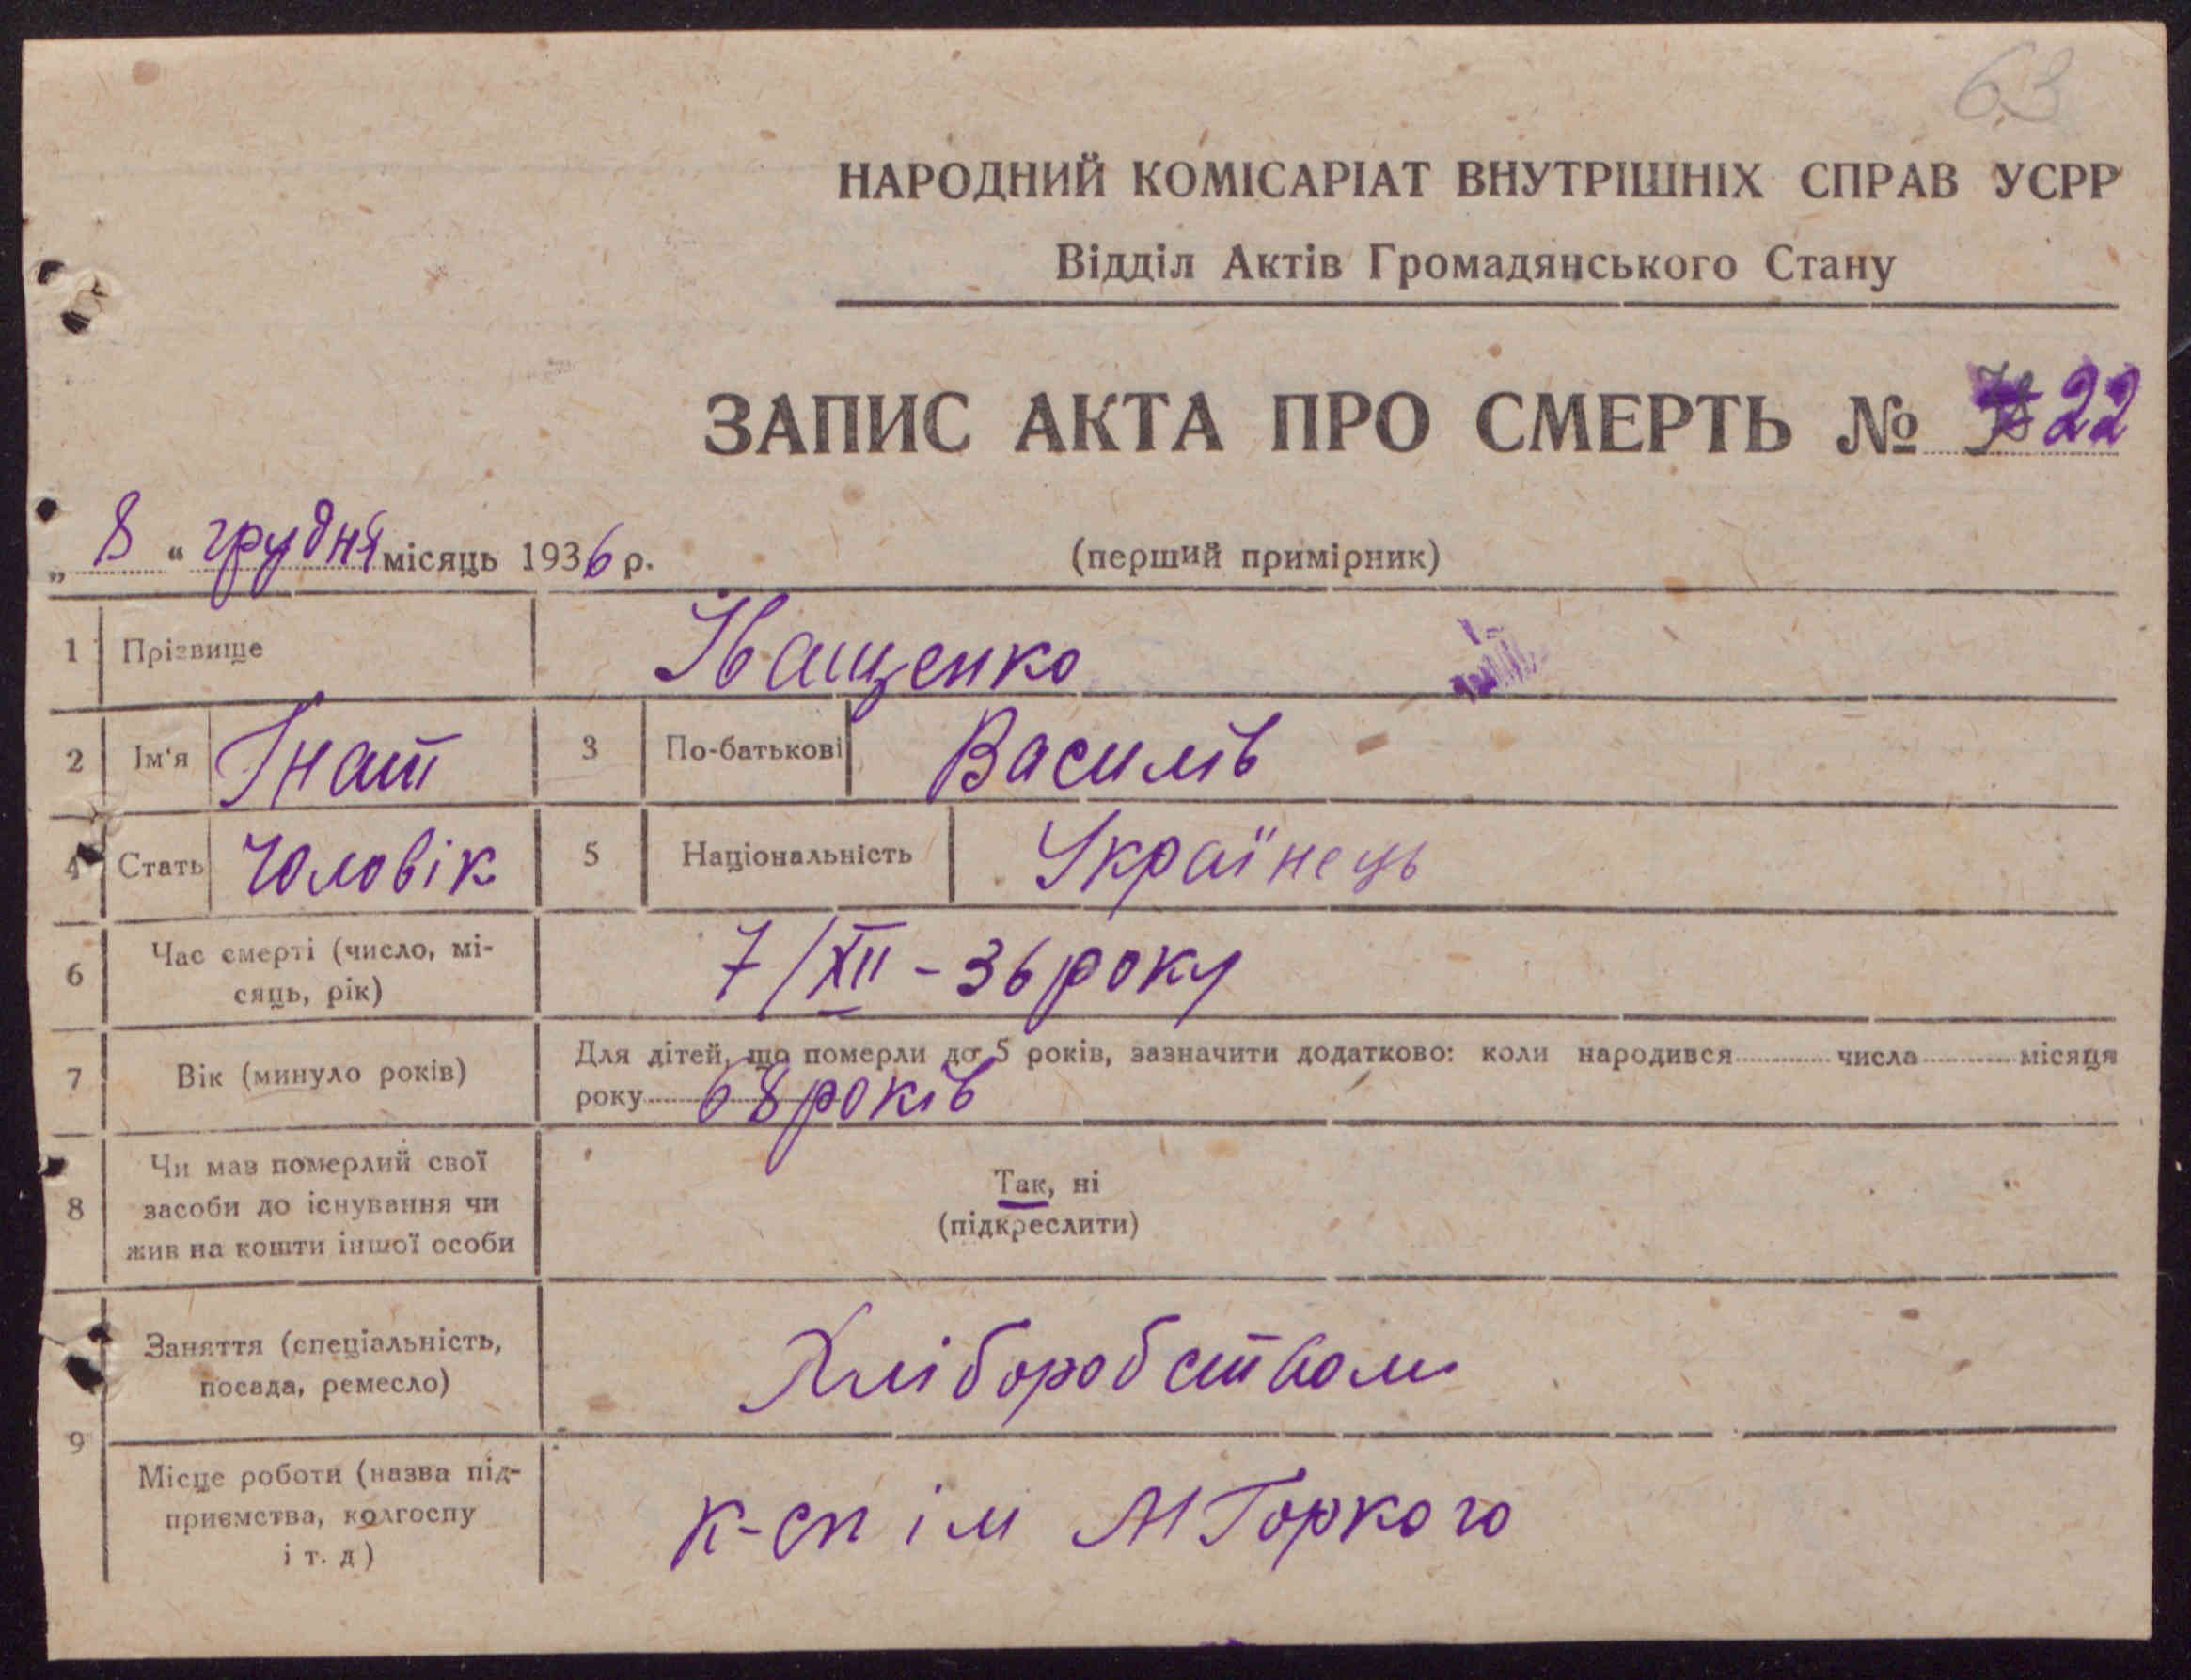 63
НАРОДНИЙ КОМІСАРІАТ ВНУТРІШНІХ СПРАВ УСРР
Відділ Актів Громадянського Стану
ЗАПИС АКТА ПРО СМЕРТЬ № 22
„ 8 “ грудня місяць 1936 р. (перший примірник)
1 Прізвище Іващенко
2 Ім'я Гнат 3 По-батькові Василів
4 Стать Чоловік 5 Національність Українець
6 Час смерті (число, мі-
сяць, рік) 7/XII - 36 року
7 Вік (минуло років) Для дітей, що померли до 5 років, зазначити додатково: коли народився числа місяця
року 68 років
8 Чи мав померлий свої
засоби до існування чи
жив на кошти іншої особи
Так, ні
(підкреслити)
9 Заняття (спеціальність,
посада, ремесло) Хліборобством
Місце роботи (назва під-
приємства, колгоспу
і т. д) к-сп ім М Горкого